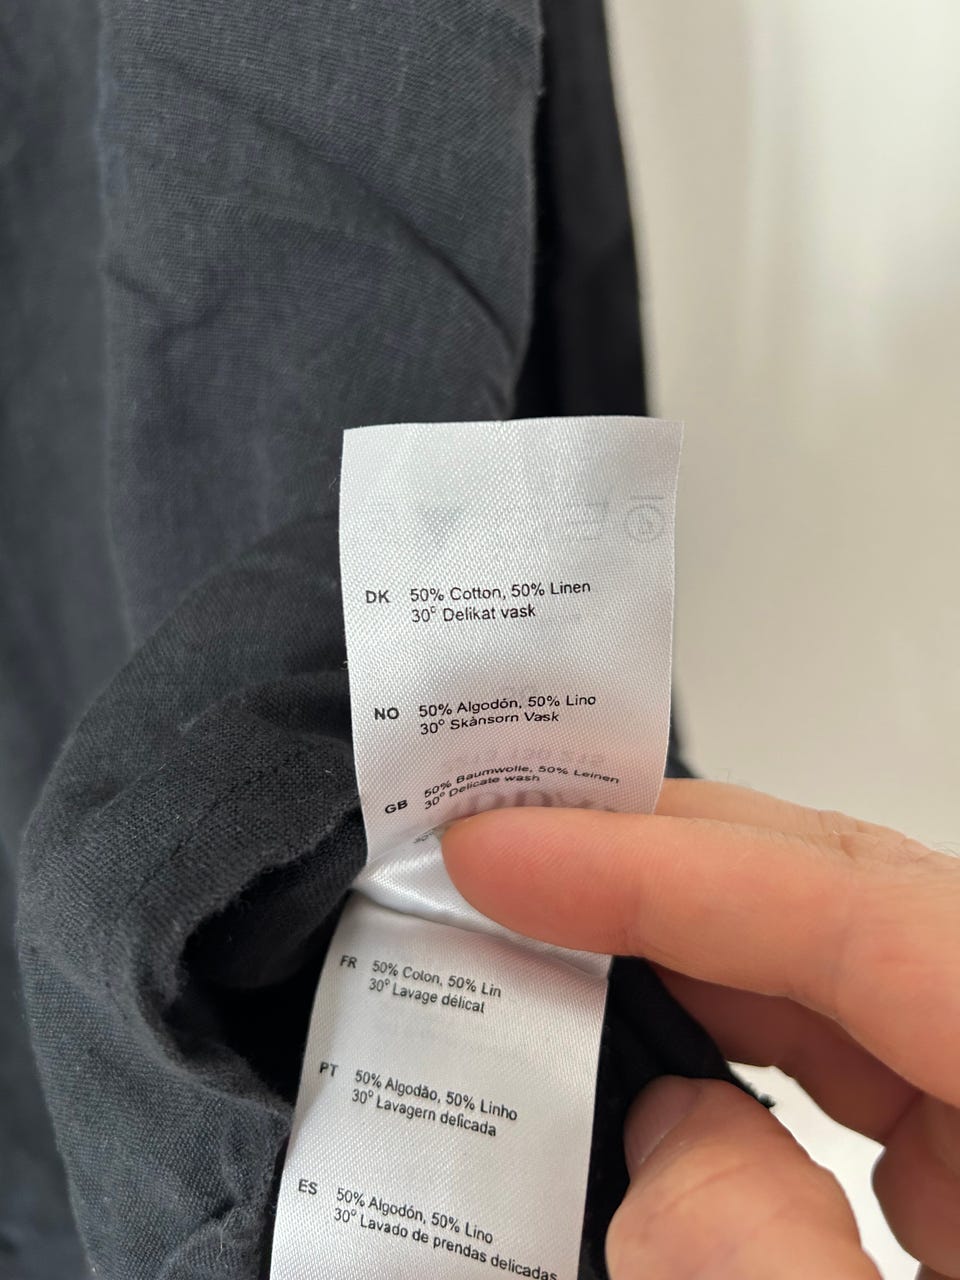 DK 50% Cotton, 50% Linen
30° Delikat vask
NO 50% Algodón, 50% Lino
30° Skånsorn Vask
GB 50% Baumwolle, 50% Leinen
30° Delicate wash
FR 50% Coton, 50% Lin
30° Lavage délicat
PT 50% Algodão, 50% Linho
30° Lavagern delicada
ES 50% Algodón, 50% Lino
30° Lavado de prendas delicadas